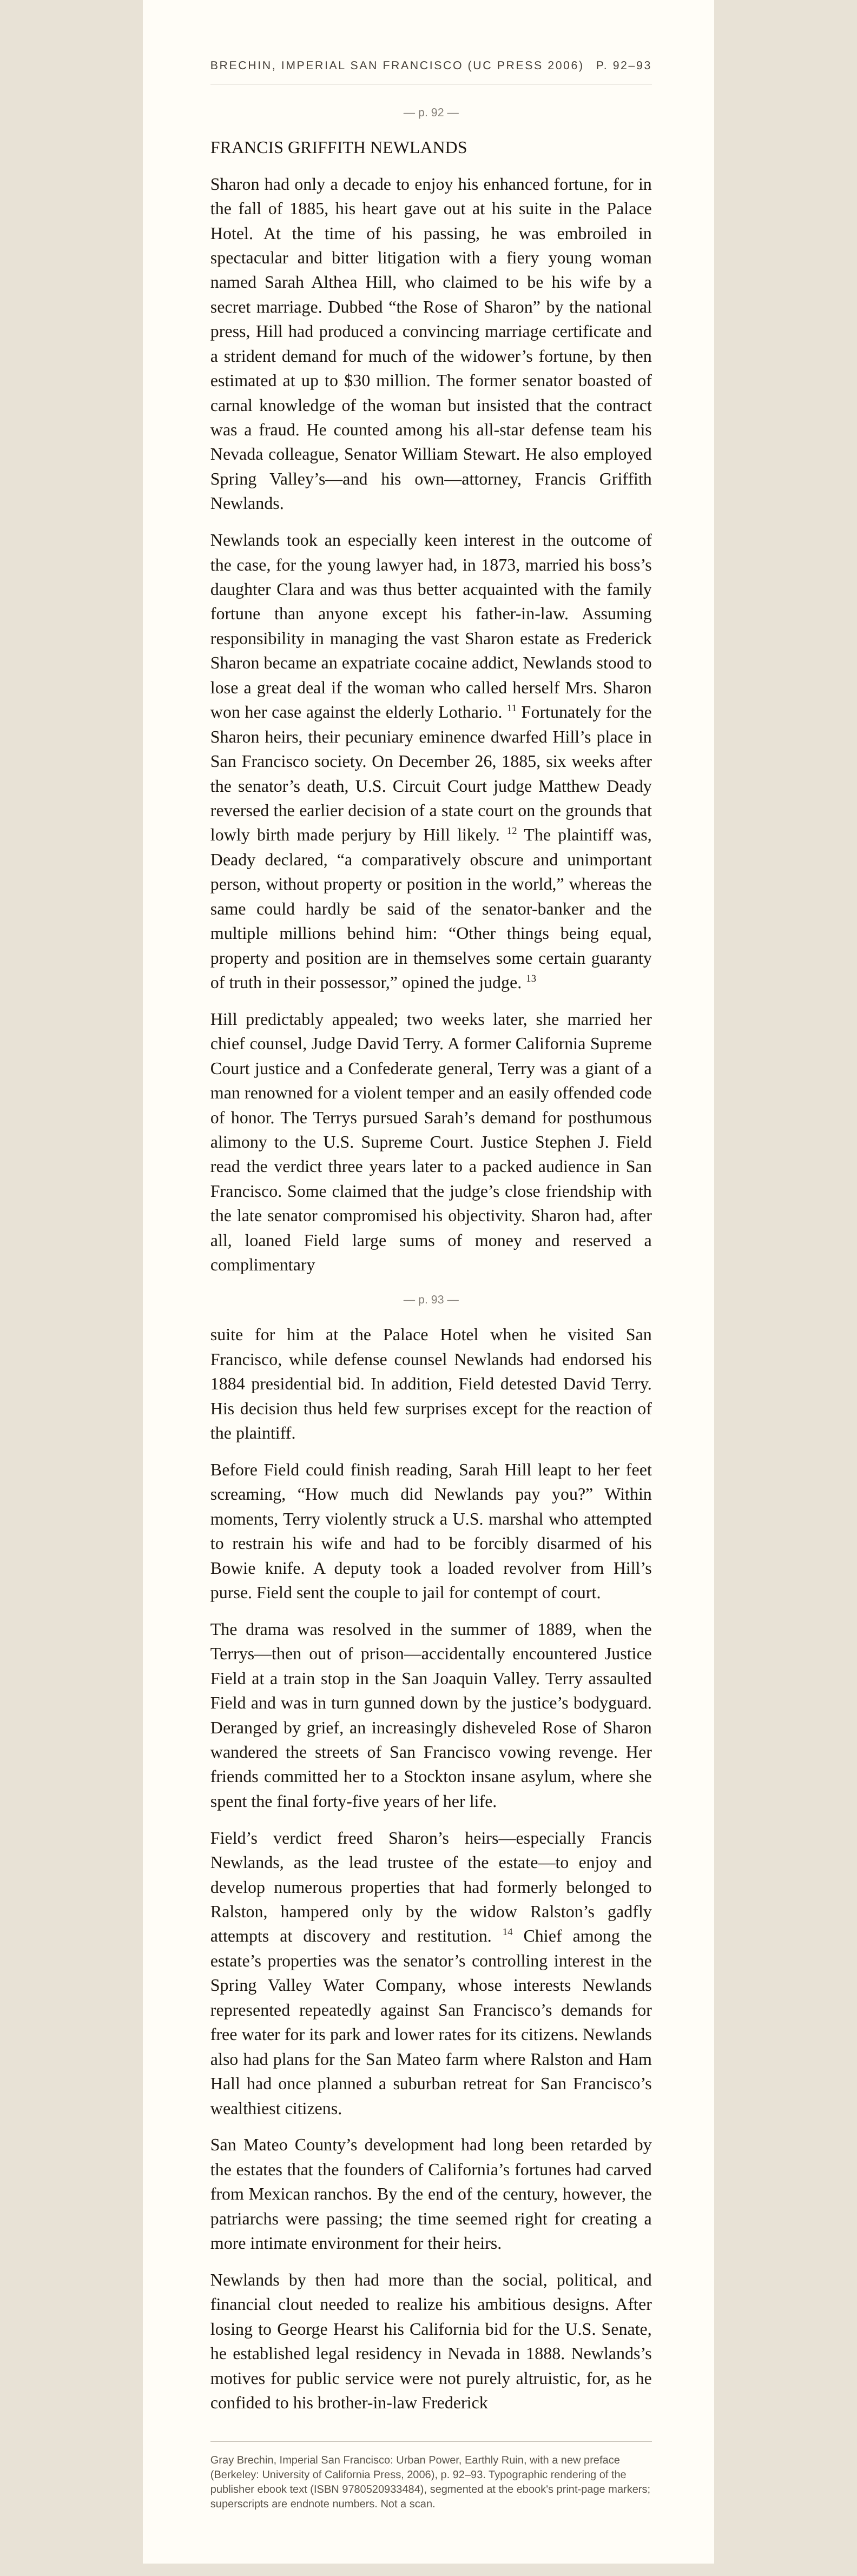 BRECHIN, IMPERIAL SAN FRANCISCO (UC PRESS 2006) P. 92–93
— p. 92 —
FRANCIS GRIFFITH NEWLANDS
Sharon had only a decade to enjoy his enhanced fortune, for in
the fall of 1885, his heart gave out at his suite in the Palace
Hotel. At the time of his passing, he was embroiled in
spectacular and bitter litigation with a fiery young woman
named Sarah Althea Hill, who claimed to be his wife by a
secret marriage. Dubbed “the Rose of Sharon” by the national
press, Hill had produced a convincing marriage certificate and
a strident demand for much of the widower’s fortune, by then
estimated at up to $30 million. The former senator boasted of
carnal knowledge of the woman but insisted that the contract
was a fraud. He counted among his all-star defense team his
Nevada colleague, Senator William Stewart. He also employed
Spring Valley’s—and his own—attorney, Francis Griffith
Newlands.
Newlands took an especially keen interest in the outcome of
the case, for the young lawyer had, in 1873, married his boss’s
daughter Clara and was thus better acquainted with the family
fortune than anyone except his father-in-law. Assuming
responsibility in managing the vast Sharon estate as Frederick
Sharon became an expatriate cocaine addict, Newlands stood to
lose a great deal if the woman who called herself Mrs. Sharon
won her case against the elderly Lothario. 11 Fortunately for the
Sharon heirs, their pecuniary eminence dwarfed Hill’s place in
San Francisco society. On December 26, 1885, six weeks after
the senator’s death, U.S. Circuit Court judge Matthew Deady
reversed the earlier decision of a state court on the grounds that
lowly birth made perjury by Hill likely. 12 The plaintiff was,
Deady declared, “a comparatively obscure and unimportant
person, without property or position in the world,” whereas the
same could hardly be said of the senator-banker and the
multiple millions behind him: “Other things being equal,
property and position are in themselves some certain guaranty
of truth in their possessor,” opined the judge. 13
Hill predictably appealed; two weeks later, she married her
chief counsel, Judge David Terry. A former California Supreme
Court justice and a Confederate general, Terry was a giant of a
man renowned for a violent temper and an easily offended code
of honor. The Terrys pursued Sarah’s demand for posthumous
alimony to the U.S. Supreme Court. Justice Stephen J. Field
read the verdict three years later to a packed audience in San
Francisco. Some claimed that the judge’s close friendship with
the late senator compromised his objectivity. Sharon had, after
all, loaned Field large sums of money and reserved a
complimentary
— p. 93 —
suite for him at the Palace Hotel when he visited San
Francisco, while defense counsel Newlands had endorsed his
1884 presidential bid. In addition, Field detested David Terry.
His decision thus held few surprises except for the reaction of
the plaintiff.
Before Field could finish reading, Sarah Hill leapt to her feet
screaming, “How much did Newlands pay you?” Within
moments, Terry violently struck a U.S. marshal who attempted
to restrain his wife and had to be forcibly disarmed of his
Bowie knife. A deputy took a loaded revolver from Hill’s
purse. Field sent the couple to jail for contempt of court.
The drama was resolved in the summer of 1889, when the
Terrys—then out of prison—accidentally encountered Justice
Field at a train stop in the San Joaquin Valley. Terry assaulted
Field and was in turn gunned down by the justice’s bodyguard.
Deranged by grief, an increasingly disheveled Rose of Sharon
wandered the streets of San Francisco vowing revenge. Her
friends committed her to a Stockton insane asylum, where she
spent the final forty-five years of her life.
Field’s verdict freed Sharon’s heirs—especially Francis
Newlands, as the lead trustee of the estate—to enjoy and
develop numerous properties that had formerly belonged to
Ralston, hampered only by the widow Ralston’s gadfly
attempts at discovery and restitution. 14 Chief among the
estate’s properties was the senator’s controlling interest in the
Spring Valley Water Company, whose interests Newlands
represented repeatedly against San Francisco’s demands for
free water for its park and lower rates for its citizens. Newlands
also had plans for the San Mateo farm where Ralston and Ham
Hall had once planned a suburban retreat for San Francisco’s
wealthiest citizens.
San Mateo County’s development had long been retarded by
the estates that the founders of California’s fortunes had carved
from Mexican ranchos. By the end of the century, however, the
patriarchs were passing; the time seemed right for creating a
more intimate environment for their heirs.
Newlands by then had more than the social, political, and
financial clout needed to realize his ambitious designs. After
losing to George Hearst his California bid for the U.S. Senate,
he established legal residency in Nevada in 1888. Newlands’s
motives for public service were not purely altruistic, for, as he
confided to his brother-in-law Frederick
Gray Brechin, Imperial San Francisco: Urban Power, Earthly Ruin, with a new preface
(Berkeley: University of California Press, 2006), p. 92–93. Typographic rendering of the
publisher ebook text (ISBN 9780520933484), segmented at the ebook's print-page markers;
superscripts are endnote numbers. Not a scan.